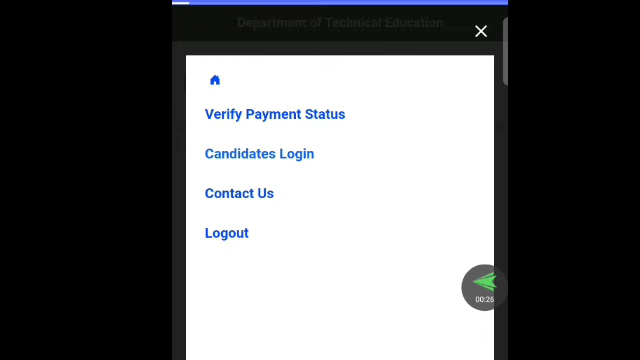 Department of Technical Education
Verify Payment Status
Candidates Login
Contact Us
Logout
00:26